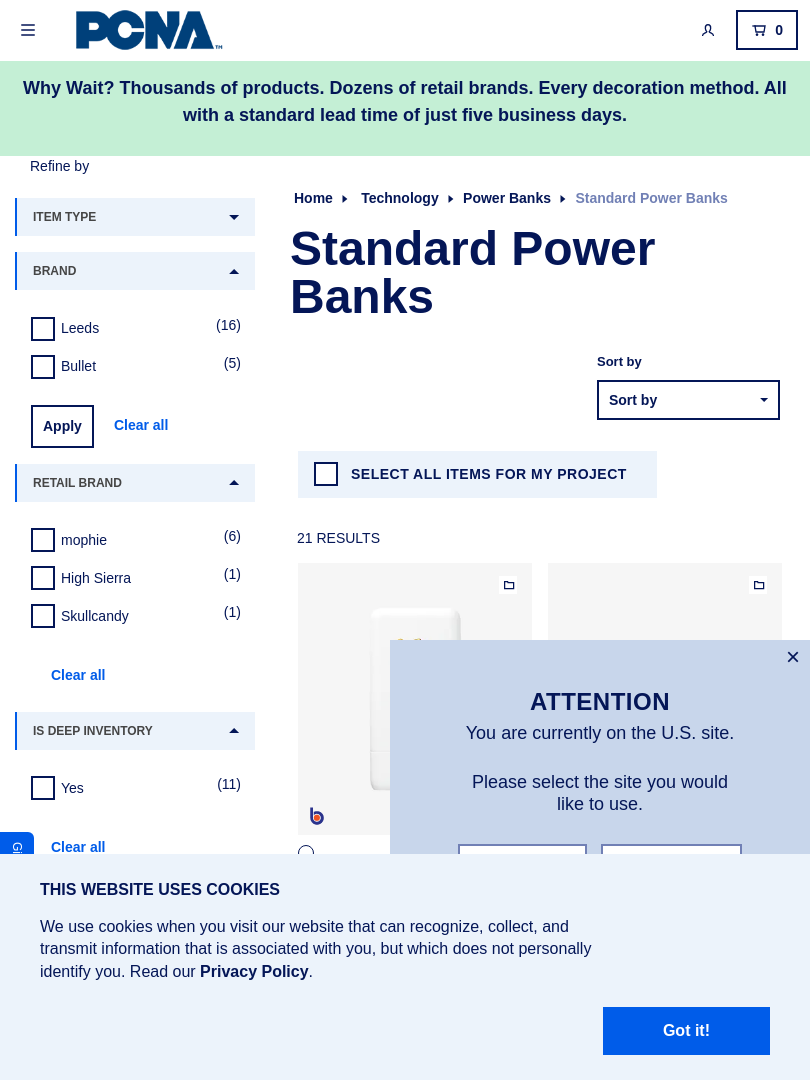 PCNA™
0
Why Wait? Thousands of products. Dozens of retail brands. Every decoration method. All
with a standard lead time of just five business days.
Refine by
Home
Technology
Power Banks
Standard Power Banks
ITEM TYPE
BRAND
Leeds
(16)
Bullet
(5)
Apply
Clear all
RETAIL BRAND
mophie
(6)
High Sierra
(1)
Skullcandy
(1)
Clear all
IS DEEP INVENTORY
Yes
(11)
Clear all
Standard Power
Banks
Sort by
Sort by
SELECT ALL ITEMS FOR MY PROJECT
21 RESULTS
b
×
ATTENTION
You are currently on the U.S. site.
Please select the site you would
like to use.
THIS WEBSITE USES COOKIES
We use cookies when you visit our website that can recognize, collect, and
transmit information that is associated with you, but which does not personally
identify you. Read our Privacy Policy.
Got it!